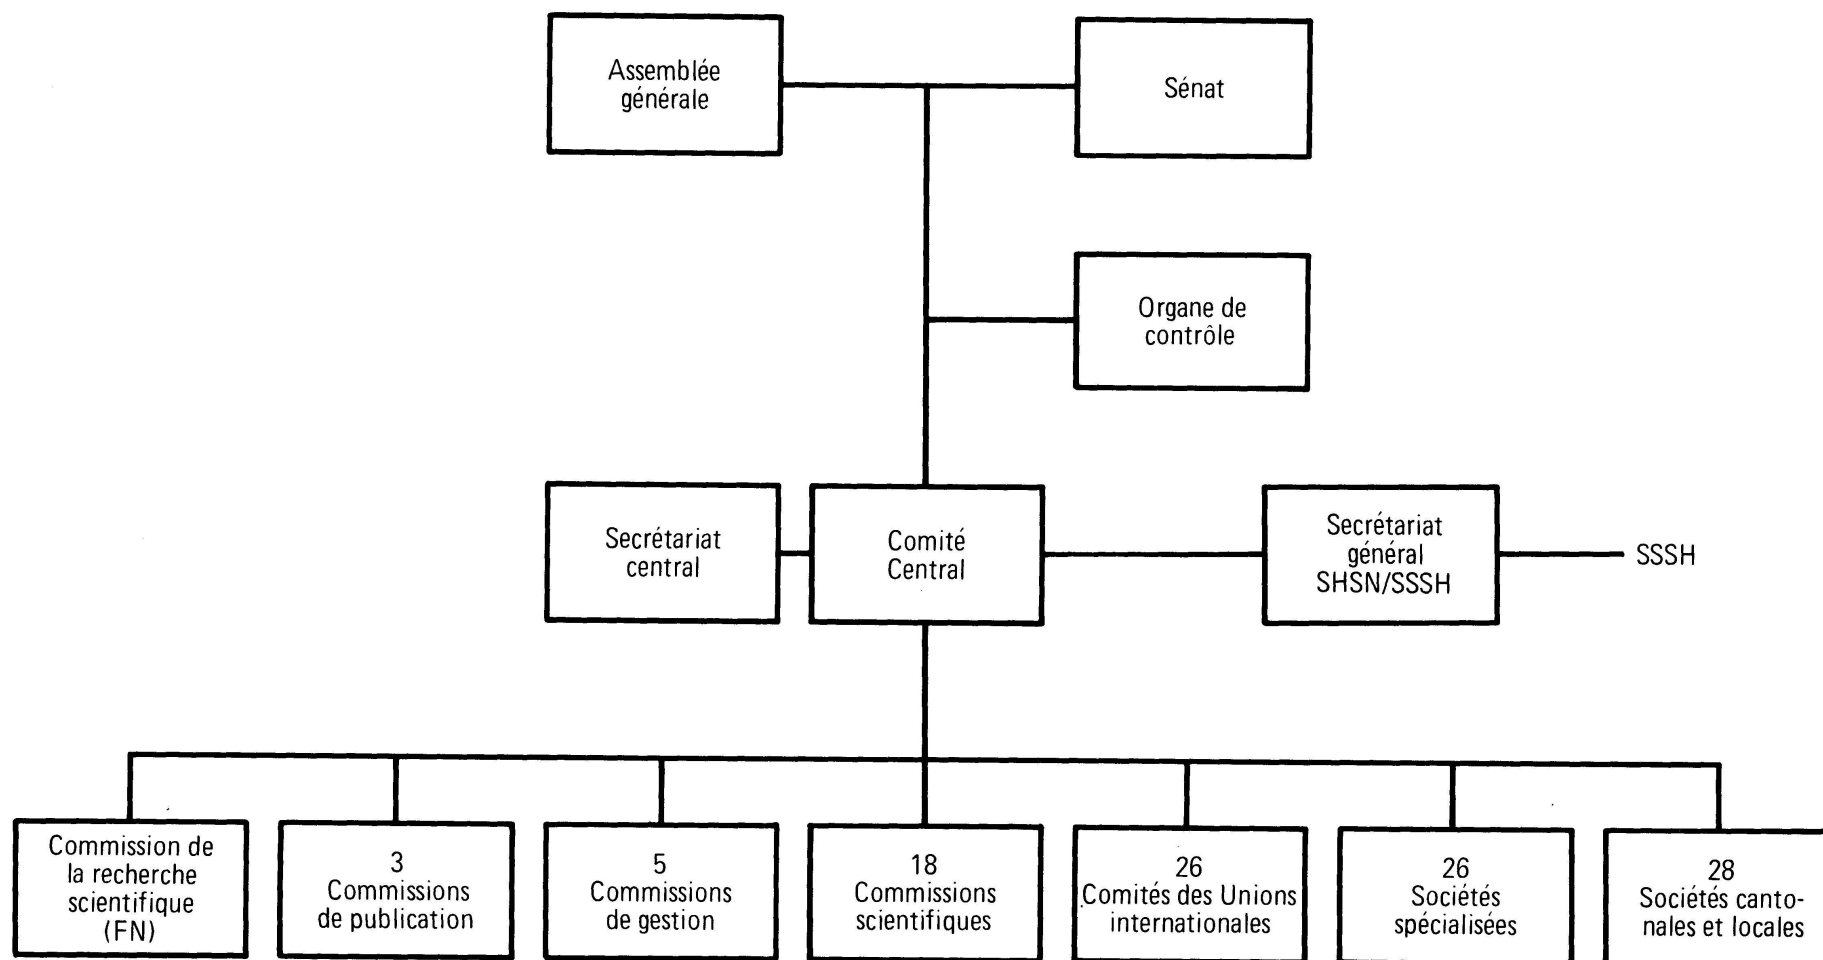 Assemblée
générale
Sénat
Organe de
contrôle
Secrétariat
central
Comité
Central
Secrétariat
général
SHSN/SSSH
SSSH
Commission de
la recherche
scientifique
(FN)
3
Commissions
de publication
5
Commissions
de gestion
18
Commissions
scientifiques
26
Comités des Unions
internationales
26
Sociétés
spécialisées
28
Sociétés canto-
nales et locales